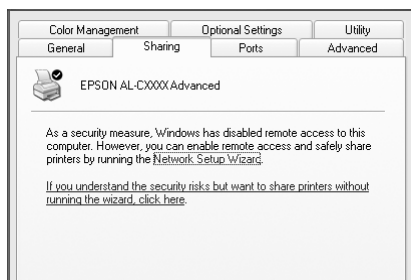 Color Management Optional Settings Utility
General Sharing Ports Advanced
EPSON AL-CXXXX Advanced
As a security measure, Windows has disabled remote access to this
computer. However, you can enable remote access and safely share
printers by running the Network Setup Wizard.
If you understand the security risks but want to share printers without
running the wizard, click here.